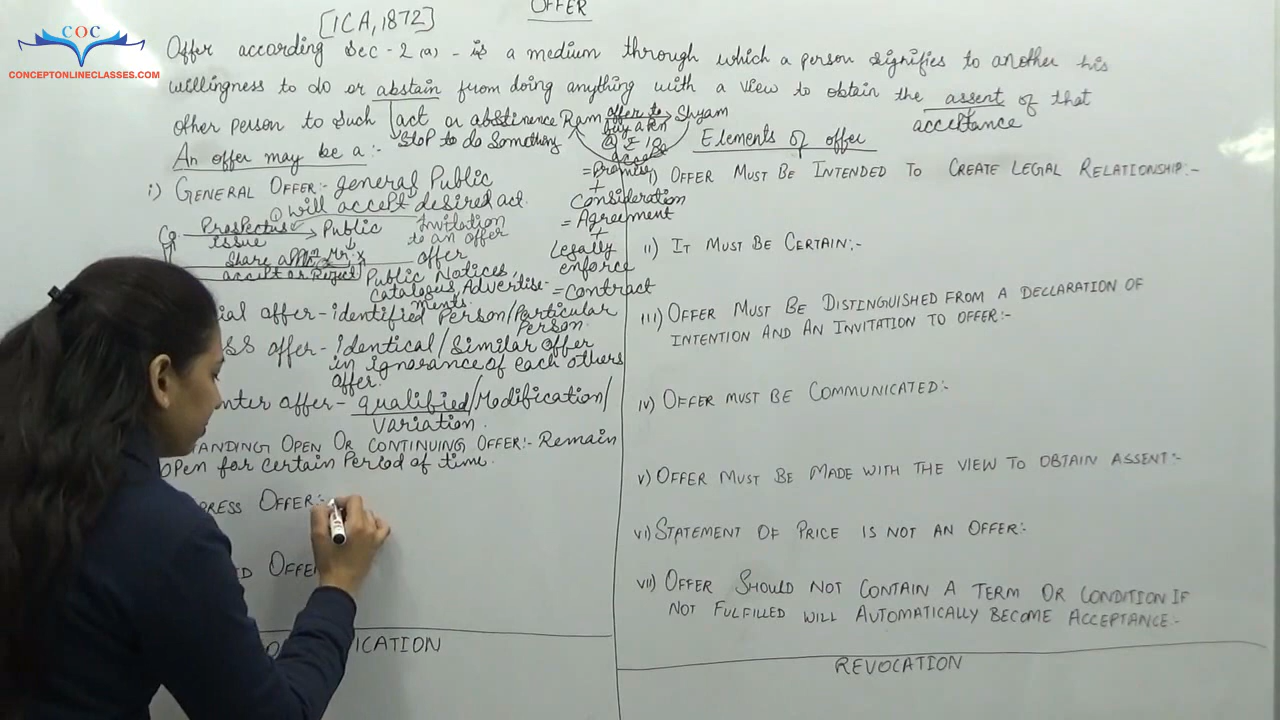 COC
CONCEPTONLINECLASSES.COM
OFFER
[ICA, 1872]
Offer according Sec-2(a) - is a medium through which a person signifies to another his
willingness to do or abstain from doing anything with a view to obtain the assent of that
other person to such act or abstinence
acceptance
Stop to do Something
Ram offer to Shyam
buy a pen
@ ₹ 10
accept
= Promise
+
Consideration
= Agreement
+
Legally
enforce
= Contract
An offer may be a:-
i) GENERAL OFFER:- general Public
will accept desired act.
Co. Prospectus Public
issue
Invitation
to an offer
Share Mr. X offer
accept or Reject
Public Notices,
Catalogus, Advertise-
ments.
ial offer - identified Person/Particular
Person.
SS offer - identical/Similar offer
in ignorance of each others
offer.
nter offer - qualified/Modification/
Variation.
TANDING OPEN OR CONTINUING OFFER:- Remain
open for certain Period of time.
PRESS OFFER:-
ED OFFER
ICATION
Elements of offer
i) OFFER MUST BE INTENDED TO CREATE LEGAL RELATIONSHIP:-
ii) IT MUST BE CERTAIN:-
iii) OFFER MUST BE DISTINGUISHED FROM A DECLARATION OF
INTENTION AND AN INVITATION TO OFFER:-
iv) OFFER MUST BE COMMUNICATED:-
v) OFFER MUST BE MADE WITH THE VIEW TO OBTAIN ASSENT:-
vi) STATEMENT OF PRICE IS NOT AN OFFER:-
vii) OFFER SHOULD NOT CONTAIN A TERM OR CONDITION IF
NOT FULFILLED WILL AUTOMATICALLY BECOME ACCEPTANCE:-
REVOCATION